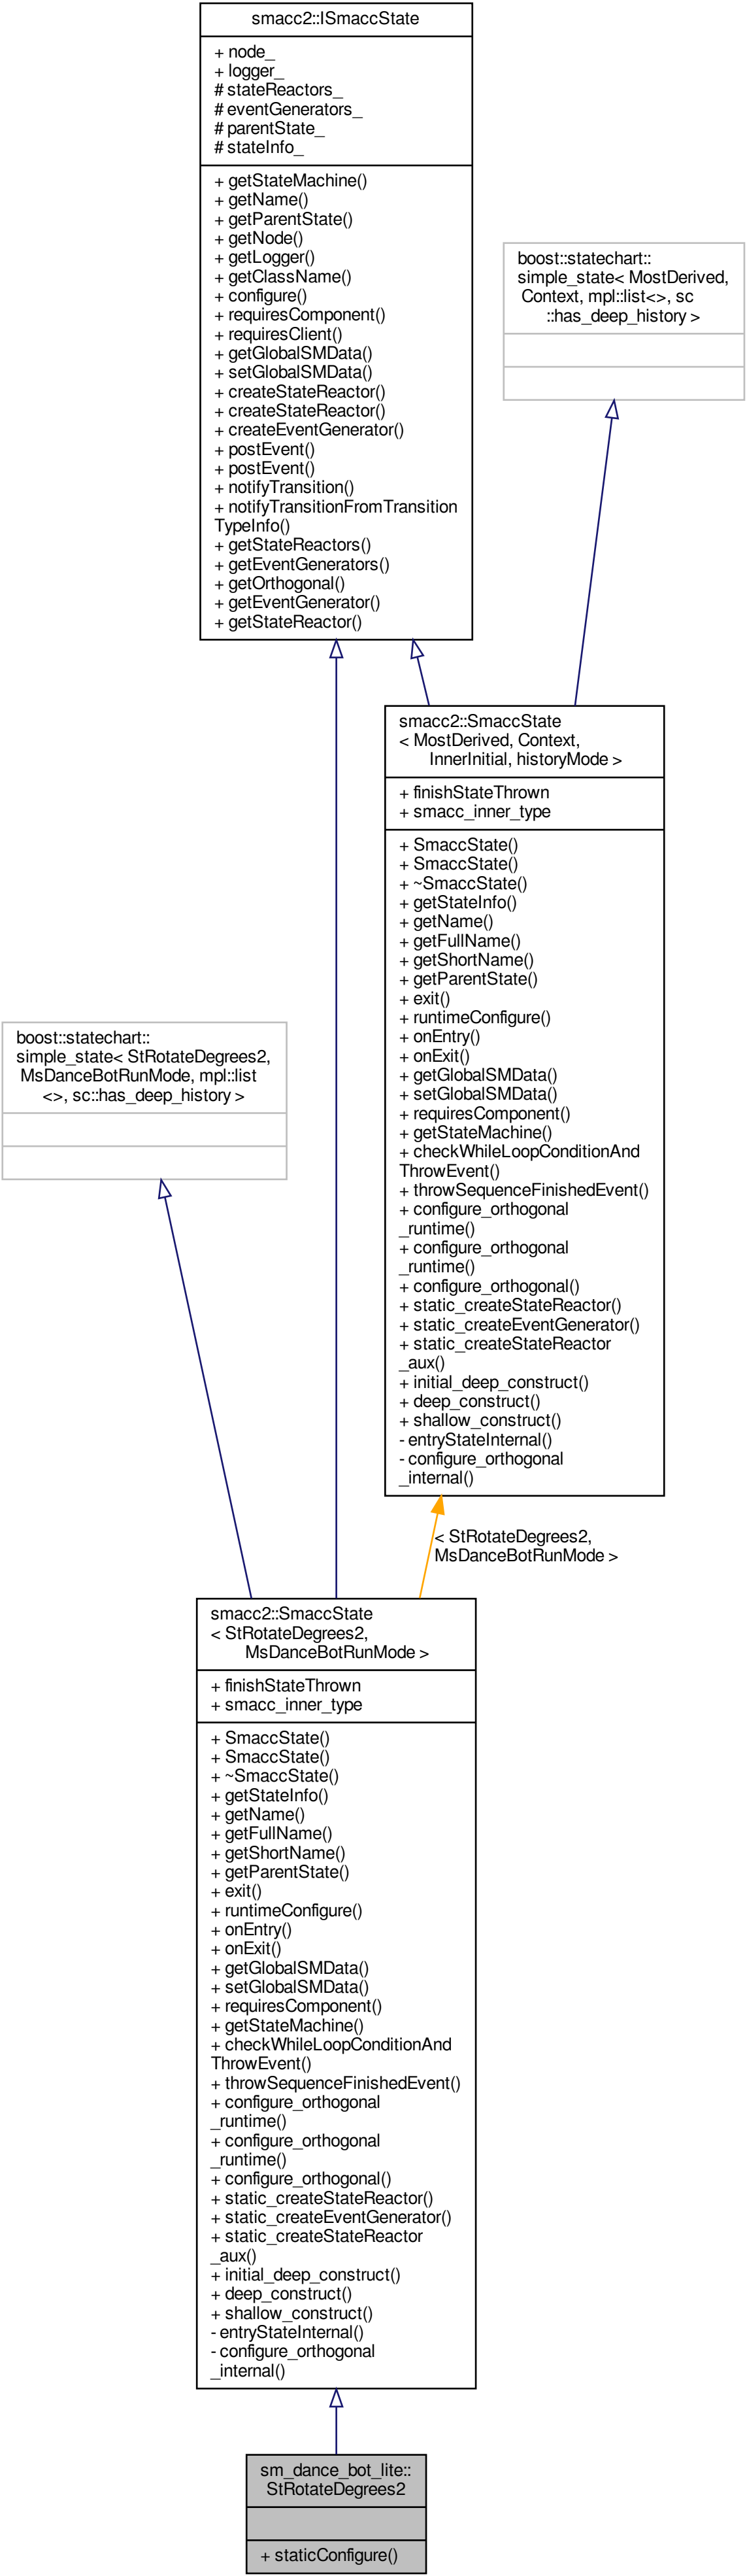 smacc2::ISmaccState
+ node_
+ logger_
# stateReactors_
# eventGenerators_
# parentState_
# stateInfo_
+ getStateMachine()
+ getName()
+ getParentState()
+ getNode()
+ getLogger()
+ getClassName()
+ configure()
+ requiresComponent()
+ requiresClient()
+ getGlobalSMData()
+ setGlobalSMData()
+ createStateReactor()
+ createStateReactor()
+ createEventGenerator()
+ postEvent()
+ postEvent()
+ notifyTransition()
+ notifyTransitionFromTransition
TypeInfo()
+ getStateReactors()
+ getEventGenerators()
+ getOrthogonal()
+ getEventGenerator()
+ getStateReactor()
boost::statechart::
simple_state< MostDerived,
Context, mpl::list<>, sc
::has_deep_history >
smacc2::SmaccState
< MostDerived, Context,
InnerInitial, historyMode >
+ finishStateThrown
+ smacc_inner_type
+ SmaccState()
+ SmaccState()
+ ~SmaccState()
+ getStateInfo()
+ getName()
+ getFullName()
+ getShortName()
+ getParentState()
+ exit()
+ runtimeConfigure()
+ onEntry()
+ onExit()
+ getGlobalSMData()
+ setGlobalSMData()
+ requiresComponent()
+ getStateMachine()
+ checkWhileLoopConditionAnd
ThrowEvent()
+ throwSequenceFinishedEvent()
+ configure_orthogonal
_runtime()
+ configure_orthogonal
_runtime()
+ configure_orthogonal()
+ static_createStateReactor()
+ static_createEventGenerator()
+ static_createStateReactor
_aux()
+ initial_deep_construct()
+ deep_construct()
+ shallow_construct()
- entryStateInternal()
- configure_orthogonal
_internal()
boost::statechart::
simple_state< StRotateDegrees2,
MsDanceBotRunMode, mpl::list
<>, sc::has_deep_history >
< StRotateDegrees2,
MsDanceBotRunMode >
smacc2::SmaccState
< StRotateDegrees2,
MsDanceBotRunMode >
+ finishStateThrown
+ smacc_inner_type
+ SmaccState()
+ SmaccState()
+ ~SmaccState()
+ getStateInfo()
+ getName()
+ getFullName()
+ getShortName()
+ getParentState()
+ exit()
+ runtimeConfigure()
+ onEntry()
+ onExit()
+ getGlobalSMData()
+ setGlobalSMData()
+ requiresComponent()
+ getStateMachine()
+ checkWhileLoopConditionAnd
ThrowEvent()
+ throwSequenceFinishedEvent()
+ configure_orthogonal
_runtime()
+ configure_orthogonal
_runtime()
+ configure_orthogonal()
+ static_createStateReactor()
+ static_createEventGenerator()
+ static_createStateReactor
_aux()
+ initial_deep_construct()
+ deep_construct()
+ shallow_construct()
- entryStateInternal()
- configure_orthogonal
_internal()
sm_dance_bot_lite::
StRotateDegrees2
+ staticConfigure()